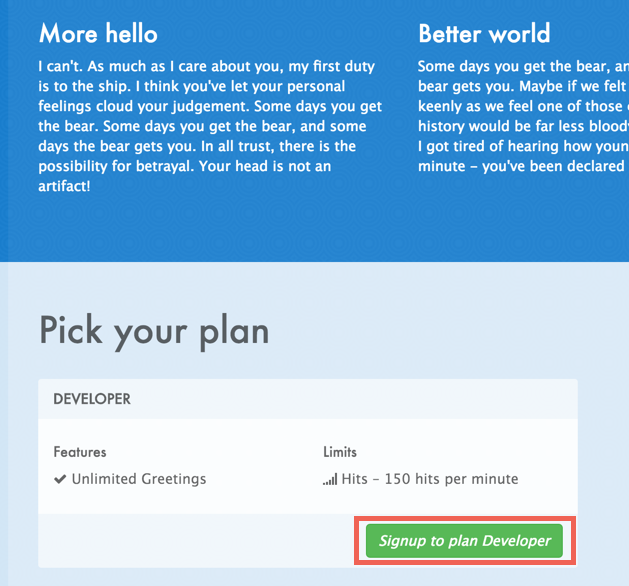 More hello
I can't. As much as I care about you, my first duty
is to the ship. I think you've let your personal
feelings cloud your judgement. Some days you get
the bear. Some days you get the bear, and some
days the bear gets you. In all trust, there is the
possibility for betrayal. Your head is not an
artifact!
Better world
Some days you get the bear, an
bear gets you. Maybe if we felt
keenly as we feel one of those
history would be far less blood
I got tired of hearing how youn
minute – you've been declared
Pick your plan
DEVELOPER
Features
Unlimited Greetings
Limits
Hits – 150 hits per minute
Signup to plan Developer